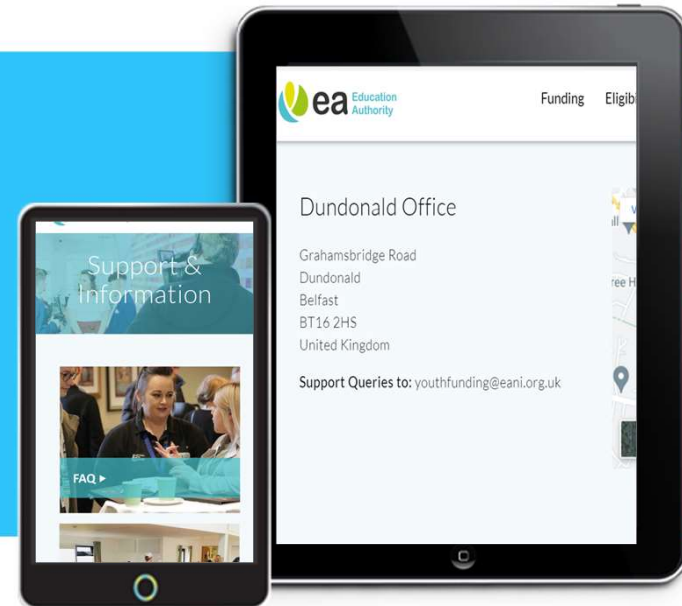 ea Education
Authority
Funding Eligibi
Dundonald Office
Grahamsbridge Road
Dundonald
Belfast
BT16 2HS
United Kingdom
Support Queries to: youthfunding@eani.org.uk
Support &
Information
FAQ ▸